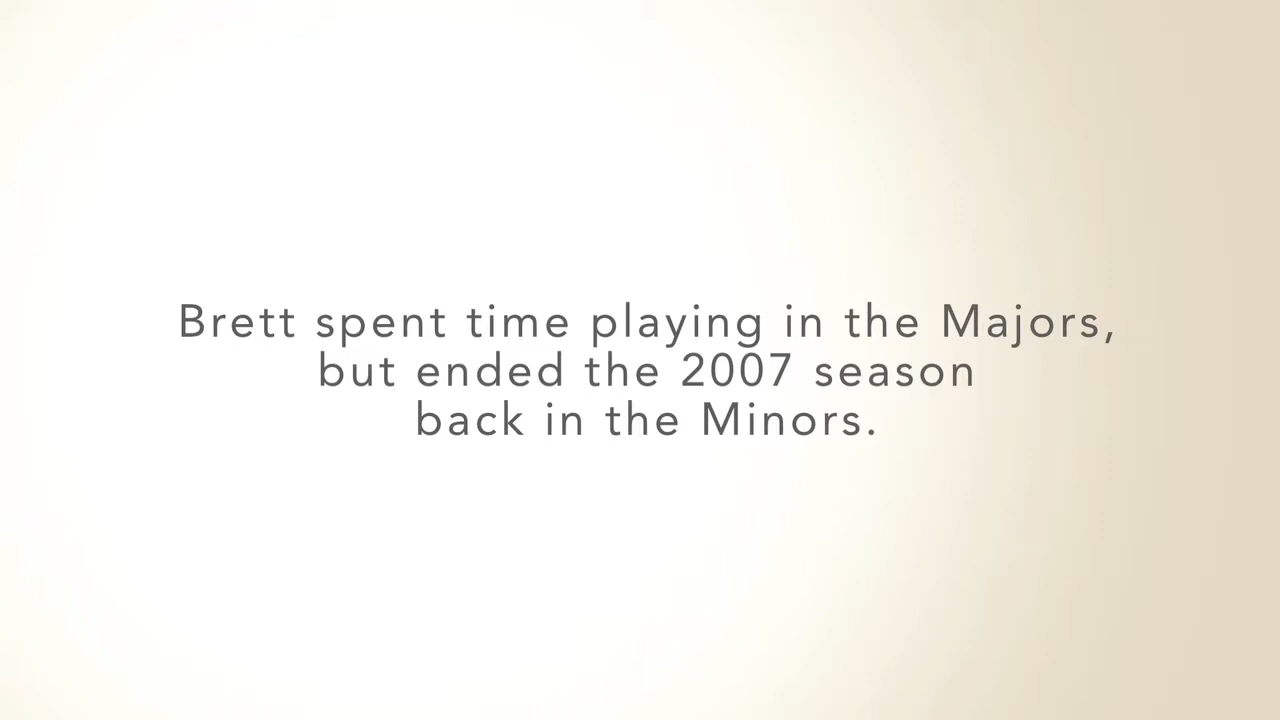 Brett spent time playing in the Majors,
but ended the 2007 season
back in the Minors.